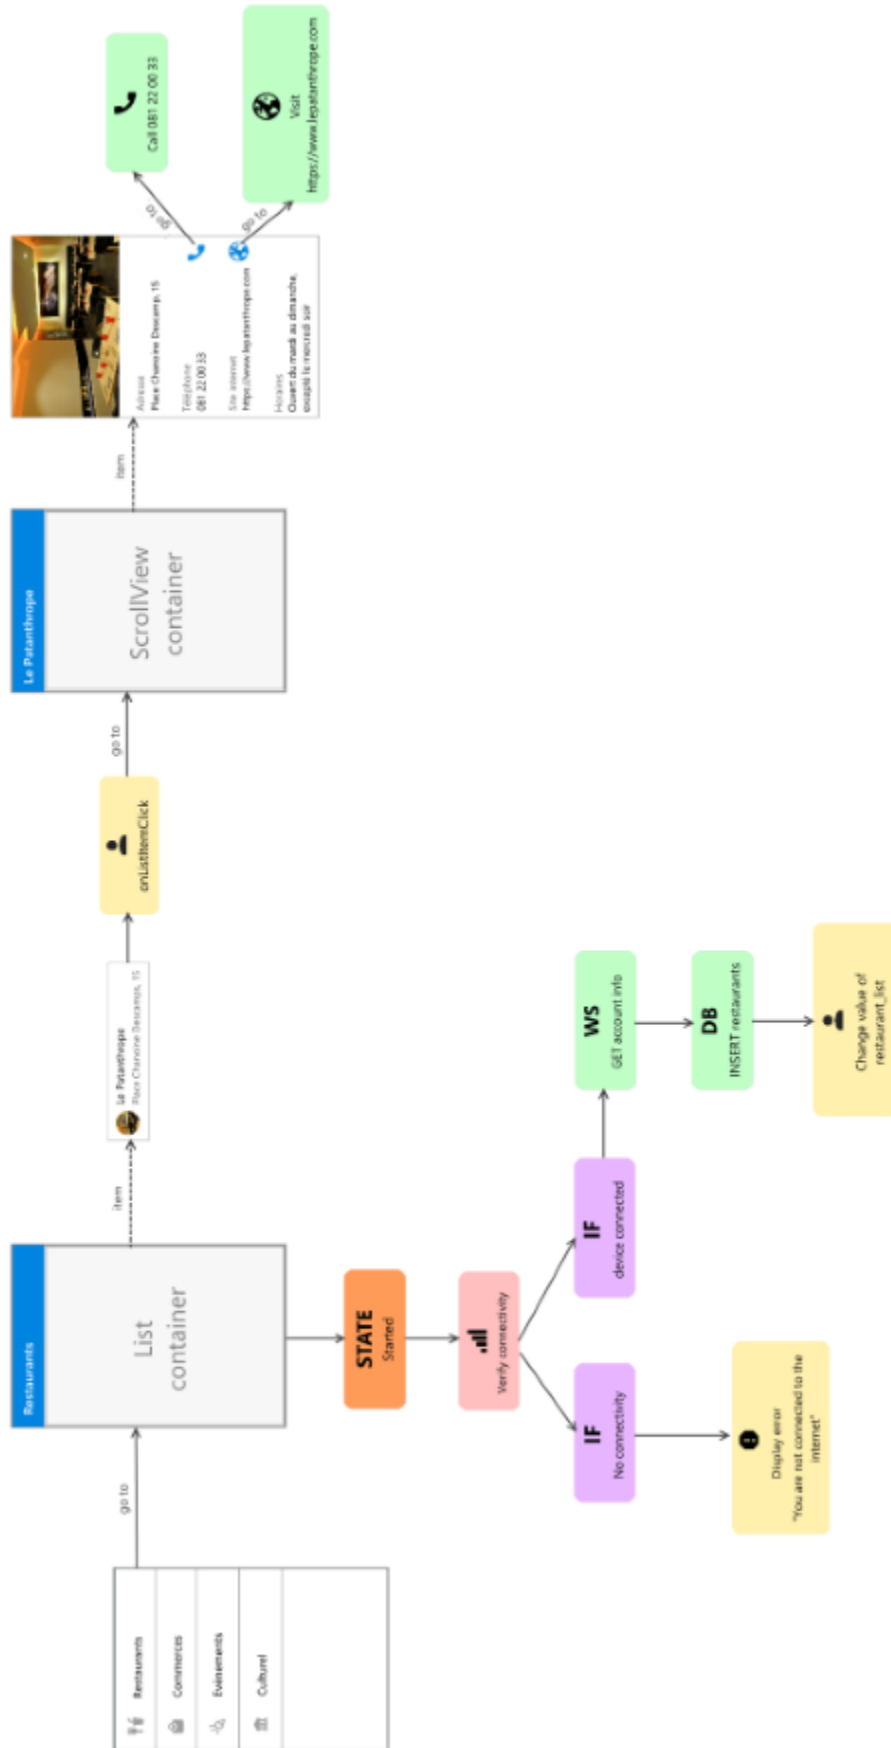 Restaurants
Commerces
Evénements
Culturel
go to
Restaurants
List
container
item
Le Patanthrope
Place Chanoine Descamps, 15
onListItemClick
go to
Le Patanthrope
ScrollView
container
item
Adresse
Place Chanoine Descamp, 15
Téléphone
081 22 00 33
Site internet
https://www.lepatanthrope.com
Horaires
Ouvert du mardi au dimanche,
excepté le mercredi soir
go to
Call 081 22 00 33
go to
Visit
https://www.lepatanthrope.com
STATE
Started
Verify connectivity
IF
No connectivity
Display error
"You are not connected to the
internet"
IF
device connected
WS
GET account info
DB
INSERT restaurants
Change value of
restaurant_list